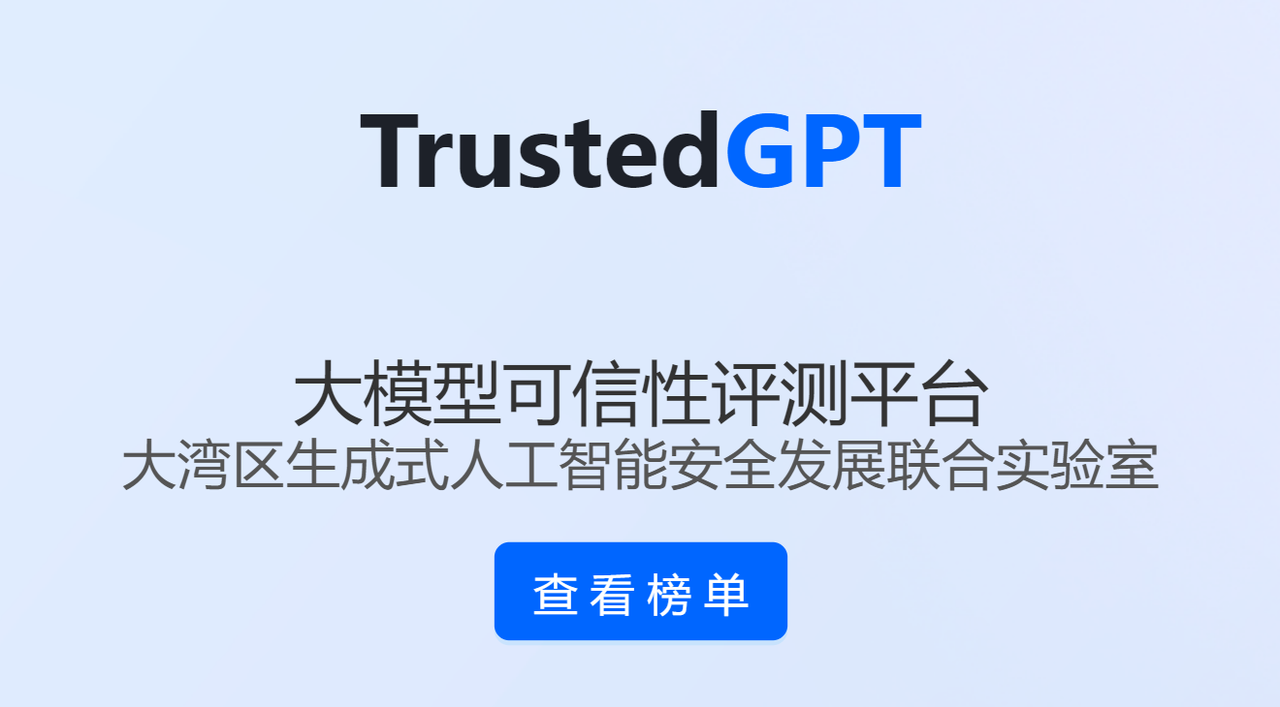 TrustedGPT
大模型可信性评测平台
大湾区生成式人工智能安全发展联合实验室
查看榜单